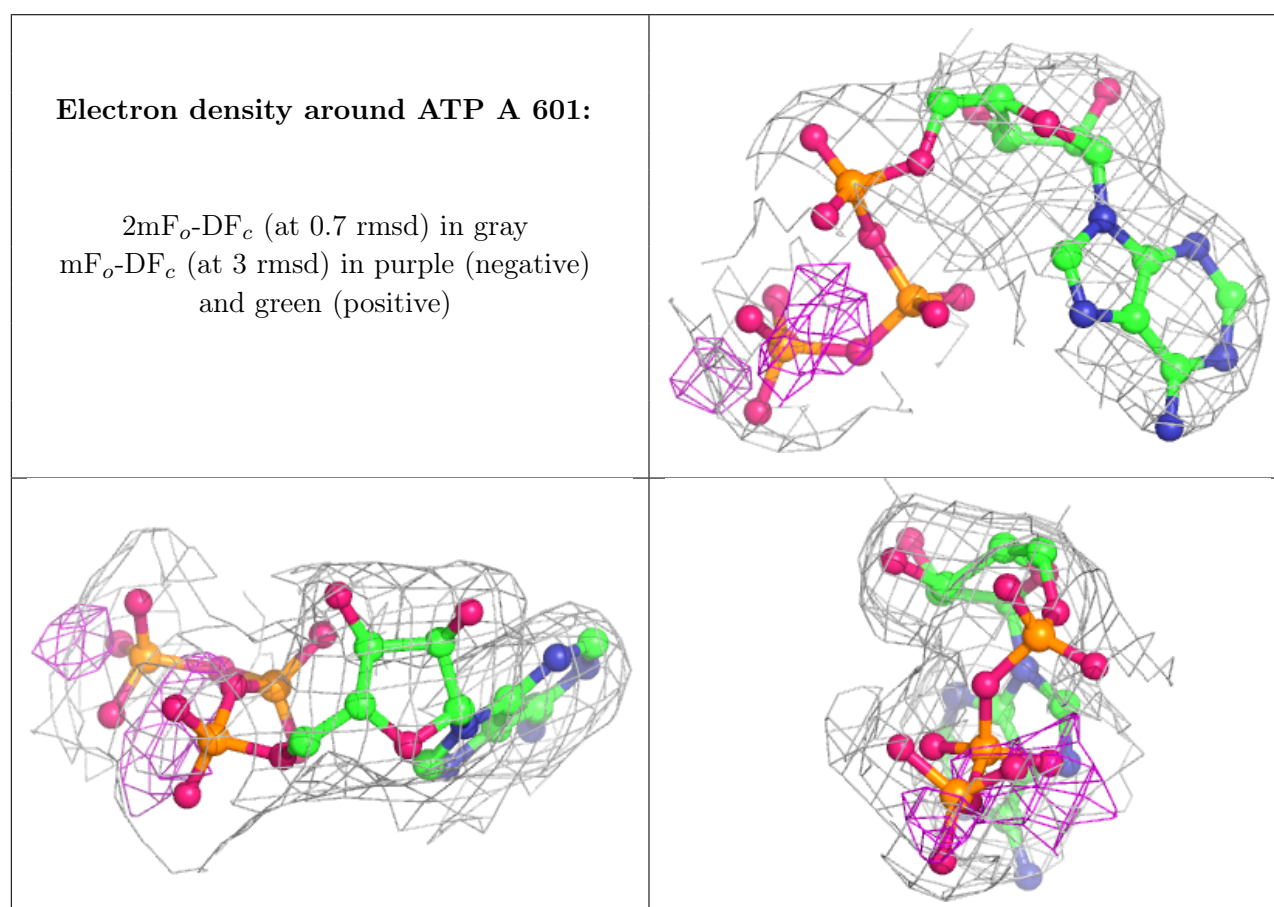 Electron density around ATP A 601:
2mFo-DFc (at 0.7 rmsd) in gray
mFo-DFc (at 3 rmsd) in purple (negative)
and green (positive)